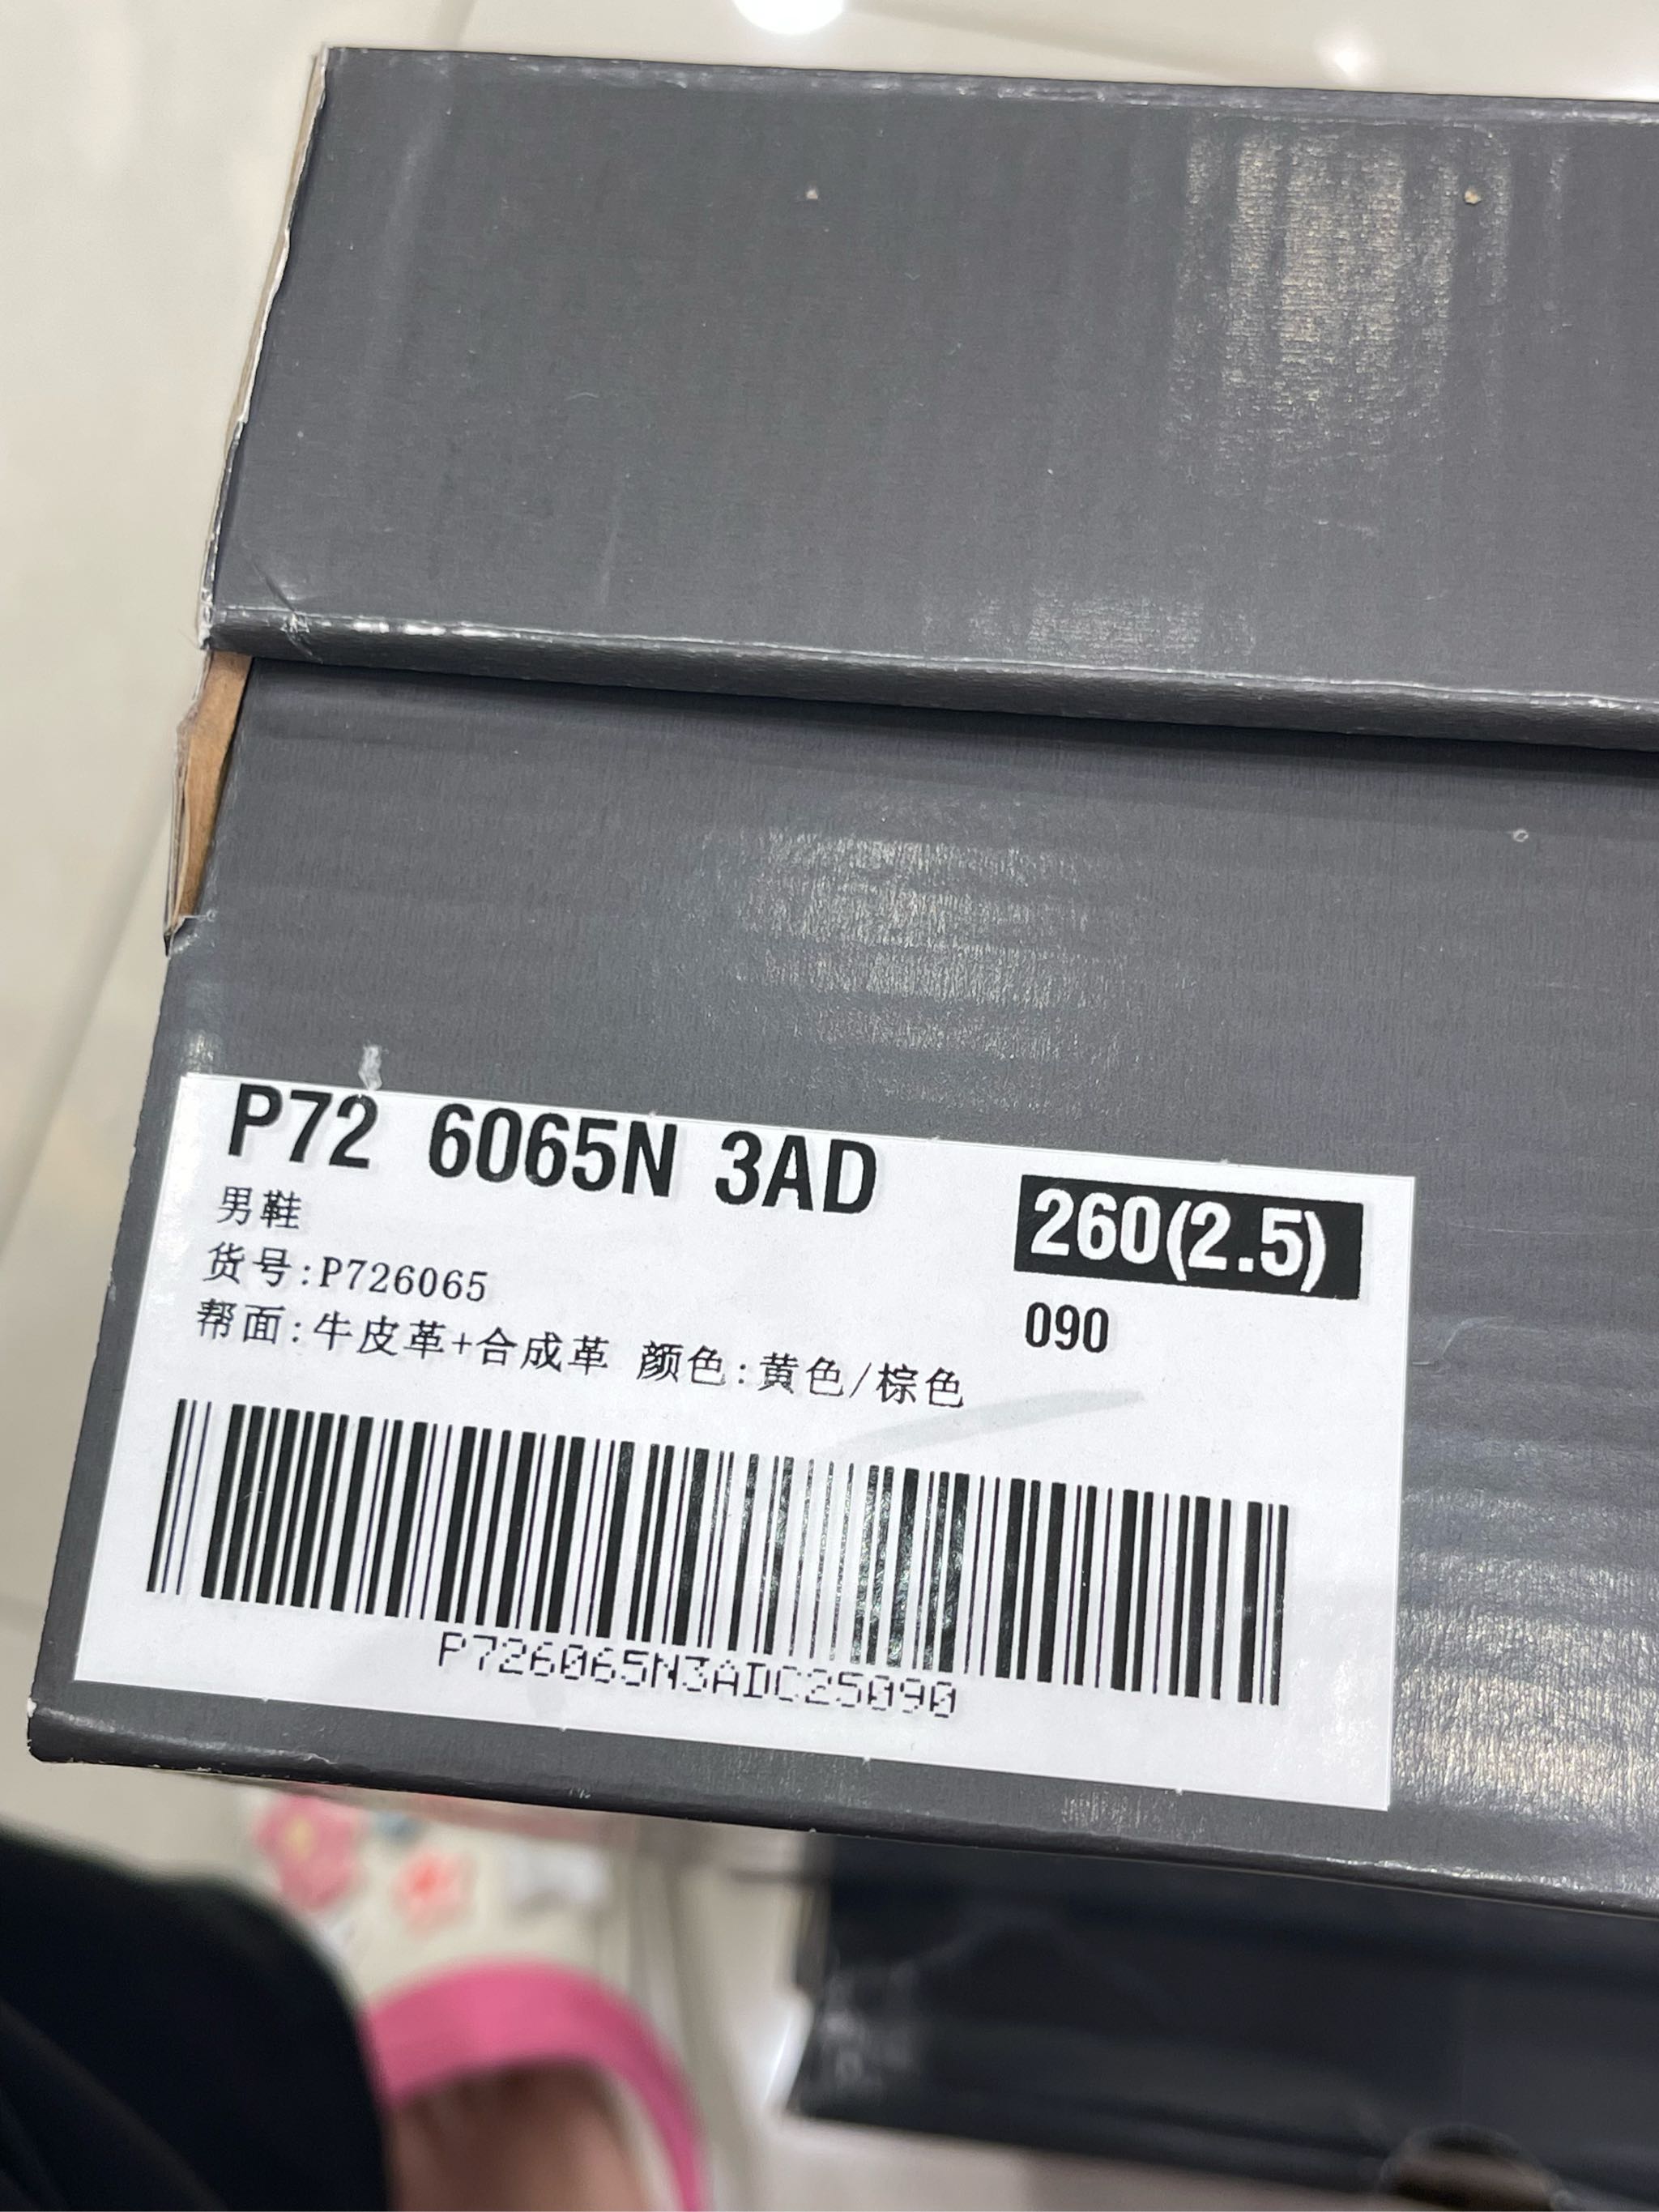 P72 6065N 3AD
260(2.5)
090
男鞋
货号:P726065
帮面:牛皮革+合成革 颜色:黄色/棕色
P726065N3ADC25090